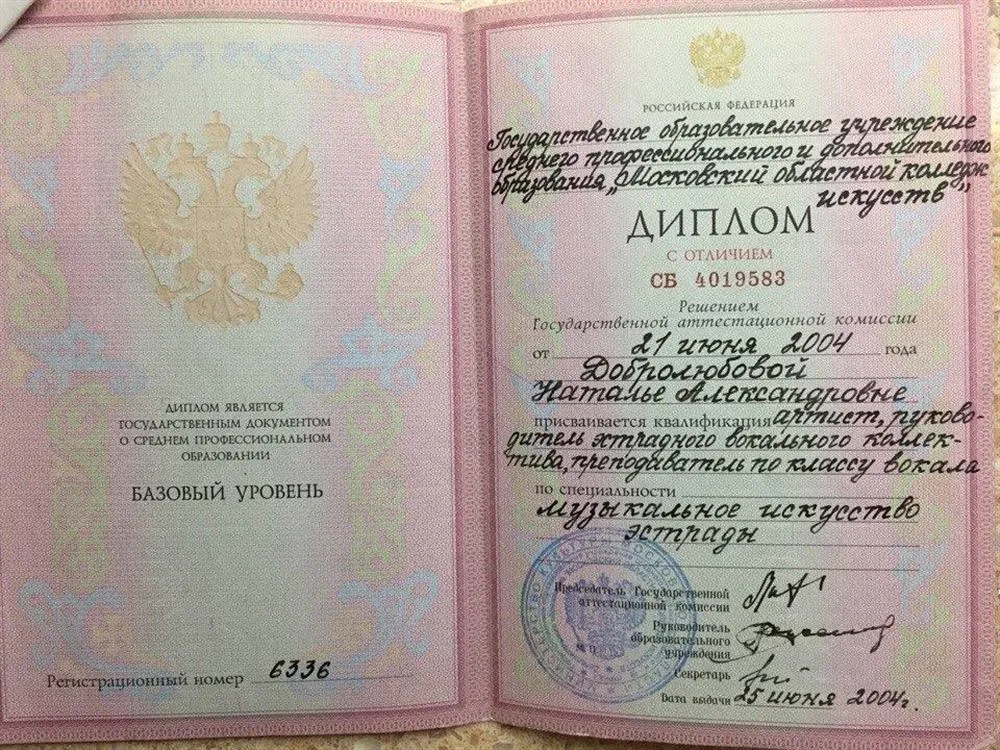 ДИПЛОМ ЯВЛЯЕТСЯ
ГОСУДАРСТВЕННЫМ ДОКУМЕНТОМ
О СРЕДНЕМ ПРОФЕССИОНАЛЬНОМ
ОБРАЗОВАНИИ
БАЗОВЫЙ УРОВЕНЬ
Регистрационный номер 6336
РОССИЙСКАЯ ФЕДЕРАЦИЯ
Государственное образовательное учреждение
среднего профессионального и дополнительного
образования „Московский областной колледж
искусств"
ДИПЛОМ
С ОТЛИЧИЕМ
СБ 4019583
Решением
Государственной аттестационной комиссии
от 21 июня 2004 года
Добролюбовой
Наталье Александровне
присваивается квалификация артист, руково-
дитель эстрадного вокального коллек-
тива, преподаватель по классу вокала
по специальности
музыкальное искусство
эстрады
Председатель Государственной
аттестационной комиссии
Руководитель
образовательного
учреждения
М П
Секретарь
Дата выдачи 25 июня 2004г.